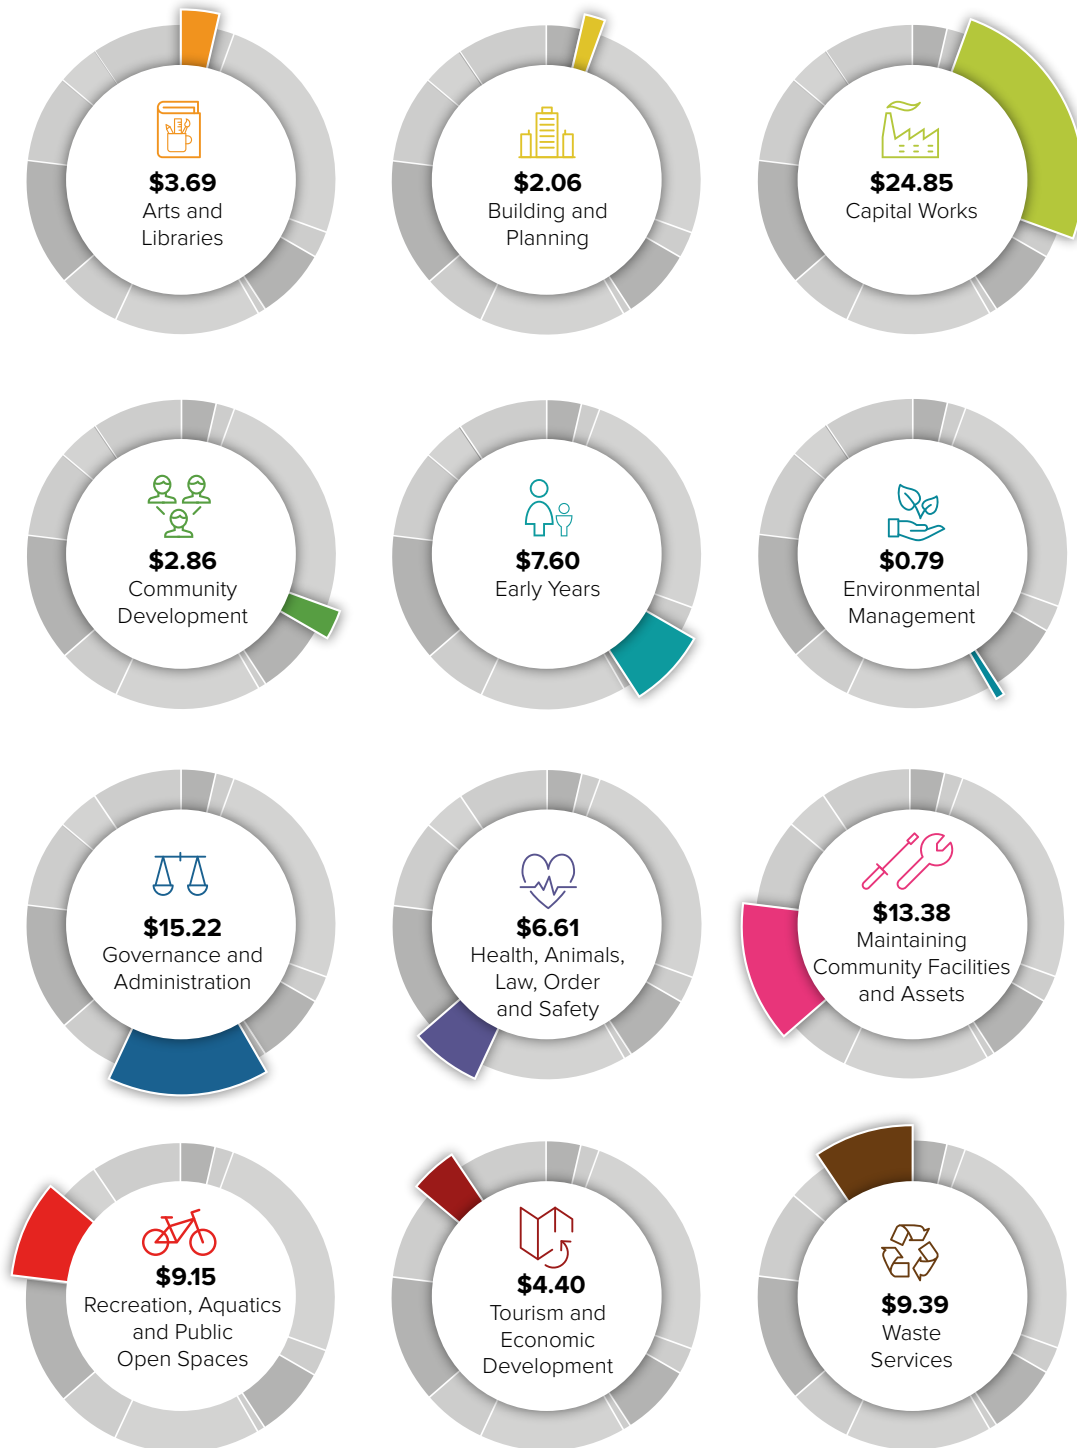 $3.69
Arts and
Libraries
$2.06
Building and
Planning
$24.85
Capital Works
$2.86
Community
Development
$7.60
Early Years
$0.79
Environmental
Management
$15.22
Governance and
Administration
$6.61
Health, Animals,
Law, Order
and Safety
$13.38
Maintaining
Community Facilities
and Assets
$9.15
Recreation, Aquatics
and Public
Open Spaces
$4.40
Tourism and
Economic
Development
$9.39
Waste
Services